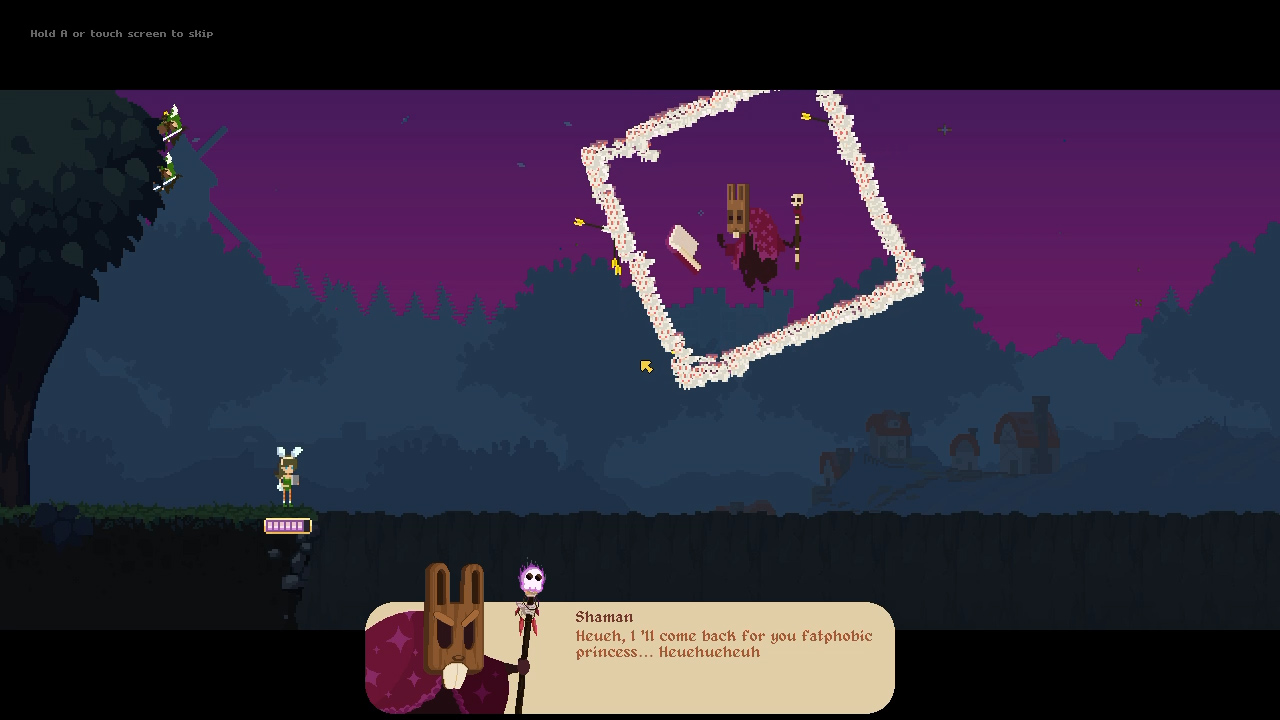 Hold A or touch screen to skip
Shaman
Heueh, I 'll come back for you fatphobic
princess... Heuehueheuh